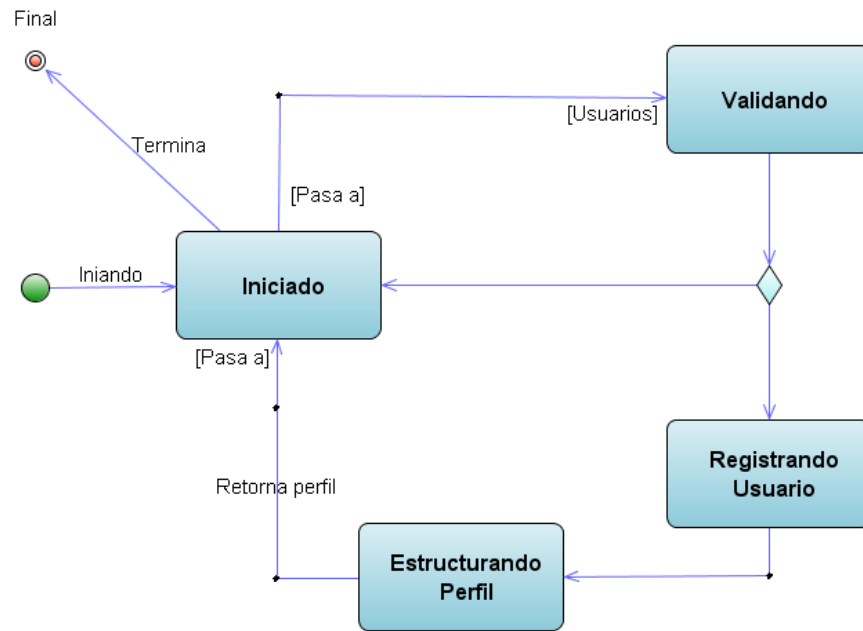 Final
Validando
[Usuarios]
Termina
[Pasa a]
Iniando
Iniciado
[Pasa a]
Registrando
Usuario
Retorna perfil
Estructurando
Perfil